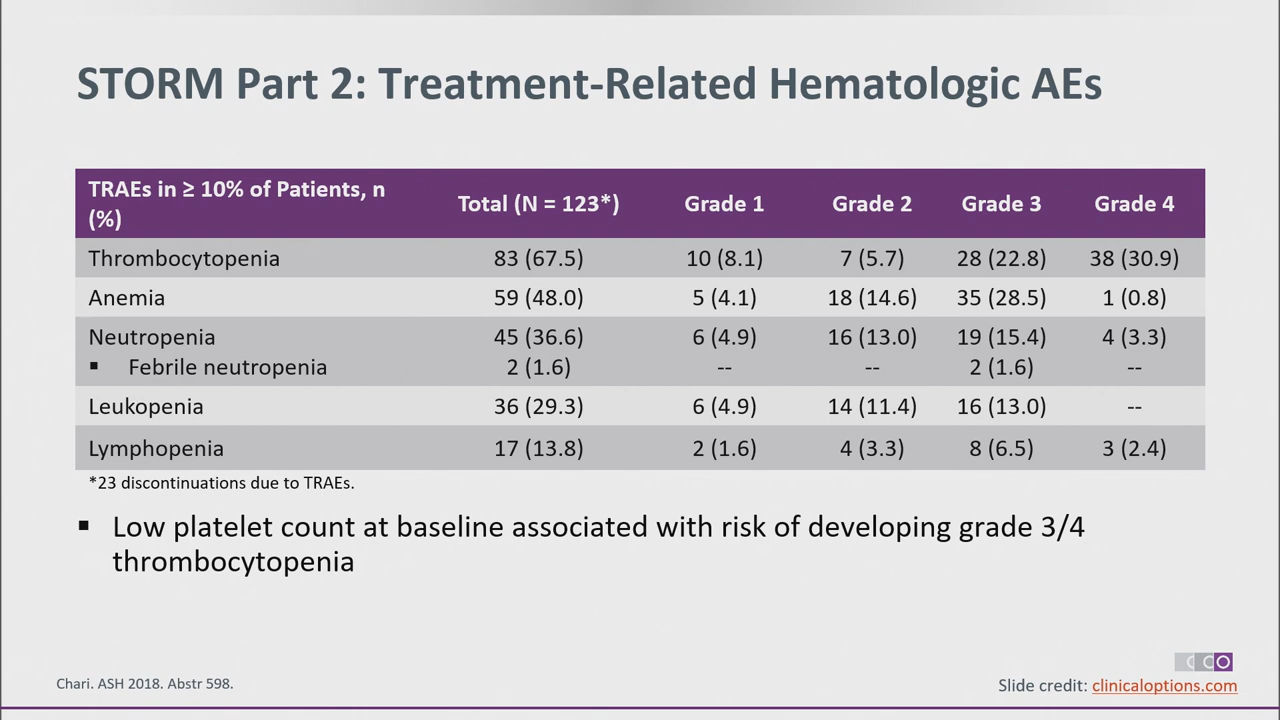 STORM Part 2: Treatment-Related Hematologic AEs
TRAEs in ≥ 10% of Patients, n (%) Total (N = 123*) Grade 1 Grade 2 Grade 3 Grade 4
Thrombocytopenia 83 (67.5) 10 (8.1) 7 (5.7) 28 (22.8) 38 (30.9)
Anemia 59 (48.0) 5 (4.1) 18 (14.6) 35 (28.5) 1 (0.8)
Neutropenia 45 (36.6) 6 (4.9) 16 (13.0) 19 (15.4) 4 (3.3)
▪ Febrile neutropenia 2 (1.6) -- -- 2 (1.6) --
Leukopenia 36 (29.3) 6 (4.9) 14 (11.4) 16 (13.0) --
Lymphopenia 17 (13.8) 2 (1.6) 4 (3.3) 8 (6.5) 3 (2.4)
*23 discontinuations due to TRAEs.
▪ Low platelet count at baseline associated with risk of developing grade 3/4
thrombocytopenia
CCO
Chari. ASH 2018. Abstr 598.
Slide credit: clinicaloptions.com